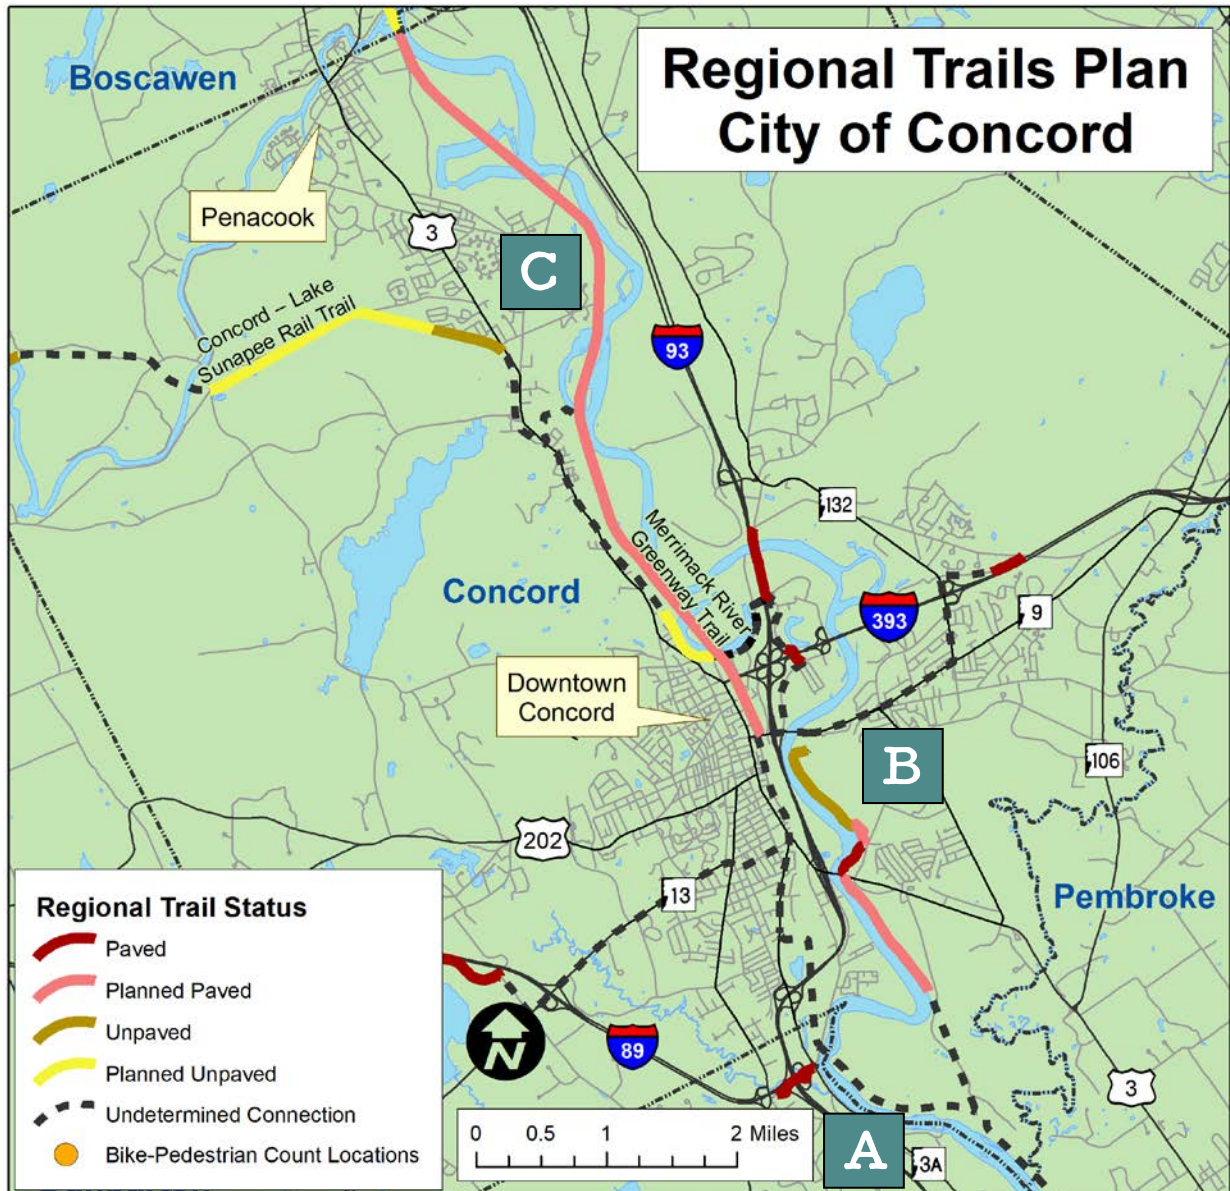 Regional Trails Plan
City of Concord
Boscawen
Penacook
3
C
Concord – Lake
Sunapee Rail Trail
93
132
Merrimack River
Greenway Trail
Concord
393
9
Downtown
Concord
B
106
202
13
Pembroke
Regional Trail Status
Paved
Planned Paved
Unpaved
Planned Unpaved
Undetermined Connection
Bike-Pedestrian Count Locations
N
89
3
0 0.5 1 2 Miles
A
3A